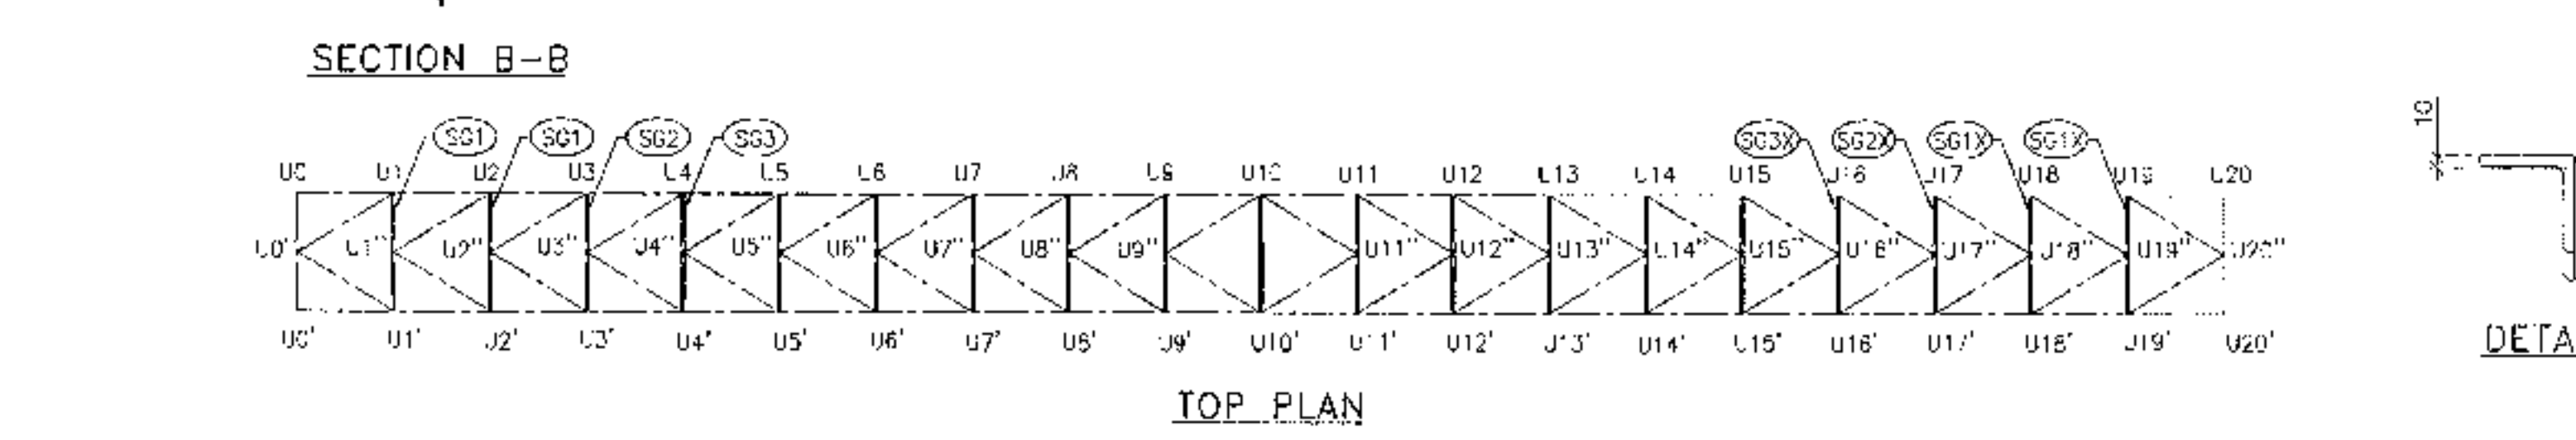 SECTION B-B
SG1 SG1 SG2 SG3 SG3X SG2X SG1X SG1X
10
U0 U1 U2 U3 U4 U5 U6 U7 U8 U9 U10 U11 U12 U13 U14 U15 U16 U17 U18 U19 U20
U0" U1" U2" U3" U4" U5" U6" U7" U8" U9" U11" U12" U13" U14" U15" U16" U17" U18" U19" U20"
U0' U1' U2' U3' U4' U5' U6' U7' U8' U9' U10' U11' U12' U13' U14' U15' U16' U17' U18' U19' U20'
DETA
TOP PLAN